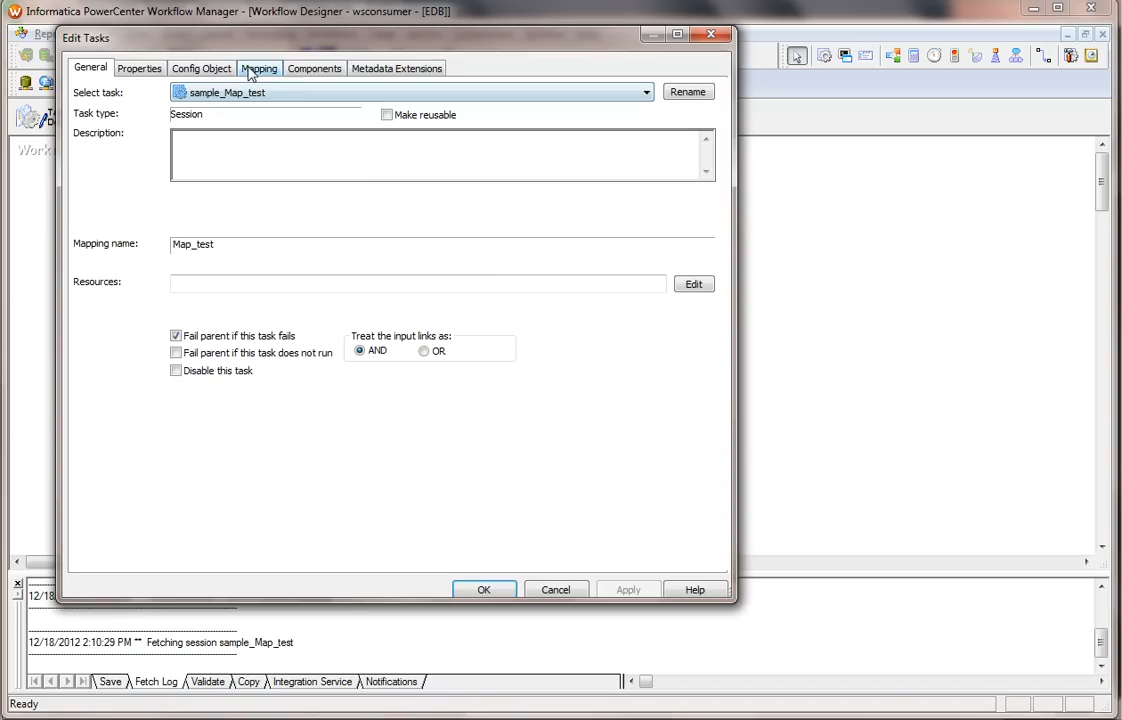 Informatica PowerCenter Workflow Manager - [Workflow Designer - wsconsumer - [EDB]]
Edit Tasks
General Properties Config Object Mapping Components Metadata Extensions
Select task: sample_Map_test Rename
Task type: Session Make reusable
Description:
Mapping name: Map_test
Resources: Edit
Fail parent if this task fails Treat the input links as:
Fail parent if this task does not run AND OR
Disable this task
OK Cancel Apply Help
12/18/2012 2:10:29 PM ** Fetching session sample_Map_test
Save Fetch Log Validate Copy Integration Service Notifications
Ready